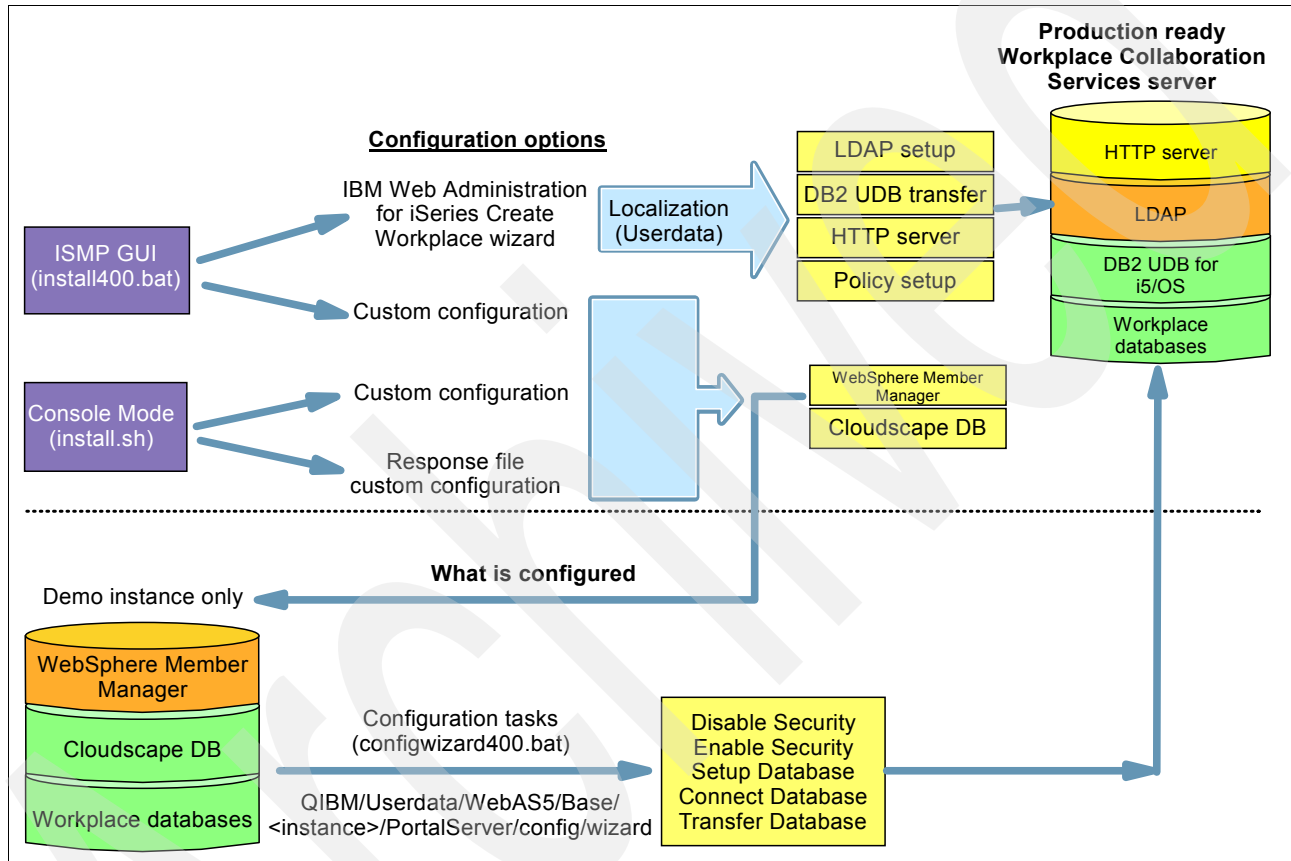 Production ready
Workplace Collaboration
Services server
Configuration options
ISMP GUI
(install400.bat)
IBM Web Administration
for iSeries Create
Workplace wizard
Custom configuration
Localization
(Userdata)
LDAP setup
DB2 UDB transfer
HTTP server
Policy setup
HTTP server
LDAP
DB2 UDB for
i5/OS
Workplace
databases
Console Mode
(install.sh)
Custom configuration
Response file
custom configuration
WebSphere Member
Manager
Cloudscape DB
What is configured
Demo instance only
WebSphere Member
Manager
Cloudscape DB
Workplace databases
Configuration tasks
(configwizard400.bat)
QIBM/Userdata/WebAS5/Base/
<instance>/PortalServer/config/wizard
Disable Security
Enable Security
Setup Database
Connect Database
Transfer Database
Archived